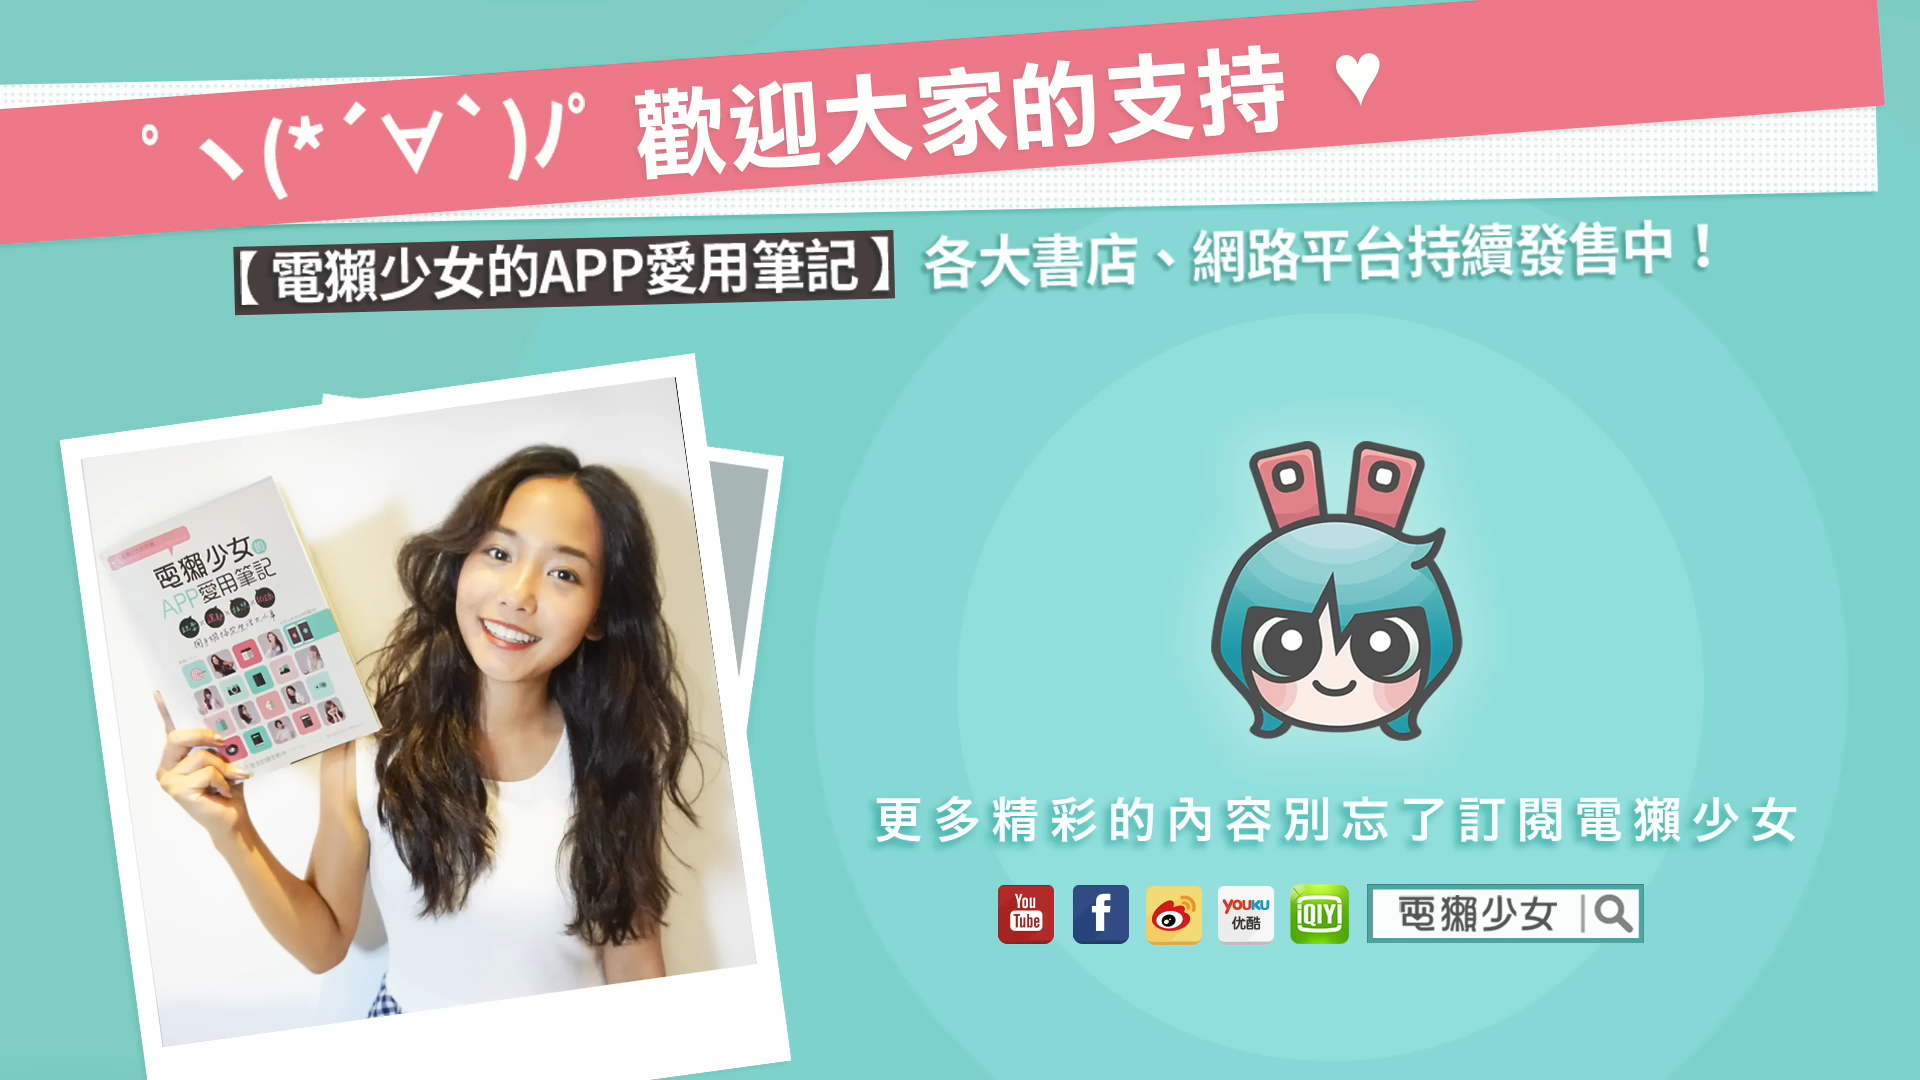 ゜ヽ(*´∀`)ﾉ゜ 歡迎大家的支持 ♥
【電獺少女的APP愛用筆記】 各大書店、網路平台持續發售中！
電獺少女的
APP愛用筆記
更多精彩的內容別忘了訂閱電獺少女
You Tube
f
YOUKU 优酷
iQIYI
電獺少女